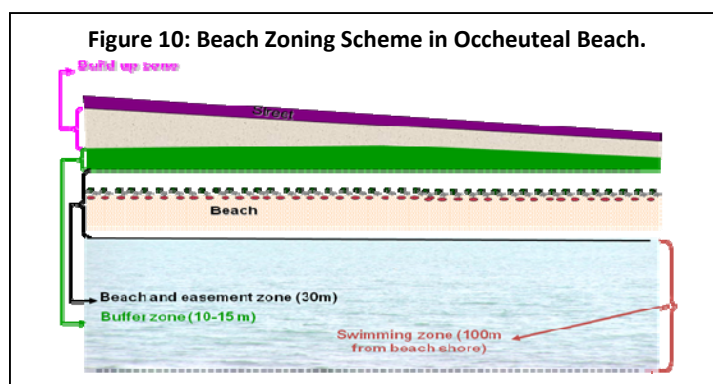 Figure 10: Beach Zoning Scheme in Occheuteal Beach.
Build up zone
Street
Beach
Beach and easement zone (30m)
Buffer zone (10-15 m)
Swimming zone (100m
from beach shore)